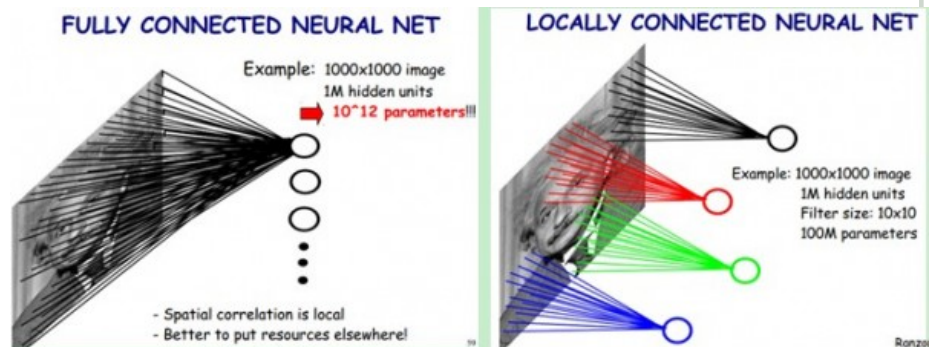 FULLY CONNECTED NEURAL NET
Example: 1000x1000 image
1M hidden units
10^12 parameters!!!
- Spatial correlation is local
- Better to put resources elsewhere!
59
LOCALLY CONNECTED NEURAL NET
Example: 1000x1000 image
1M hidden units
Filter size: 10x10
100M parameters